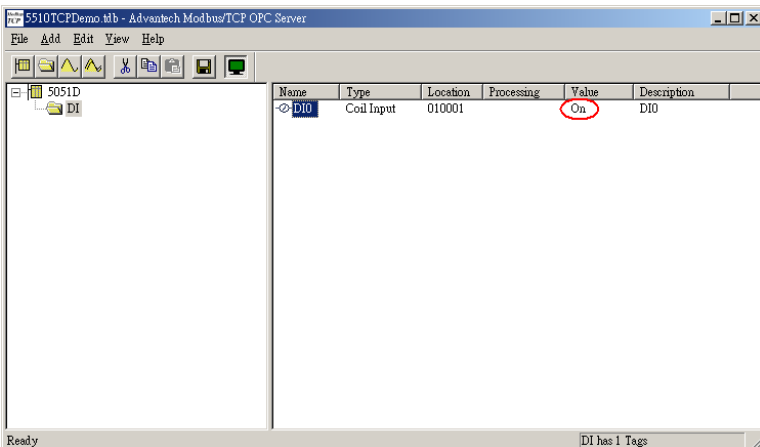 5510TCPDemo.tdb - Advantech Modbus/TCP OPC Server
File Add Edit View Help
5051D
DI
Name Type Location Processing Value Description
DI0 Coil Input 010001 On DI0
Ready DI has 1 Tags